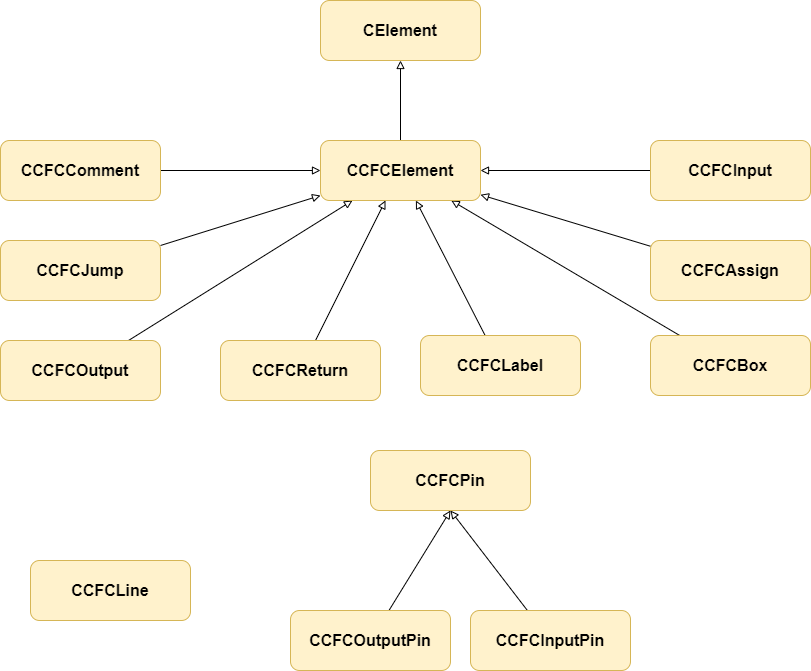 CElement
CCFCComment
CCFCElement
CCFCInput
CCFCJump
CCFCAssign
CCFCOutput
CCFCReturn
CCFCLabel
CCFCBox
CCFCPin
CCFCLine
CCFCOutputPin
CCFCInputPin